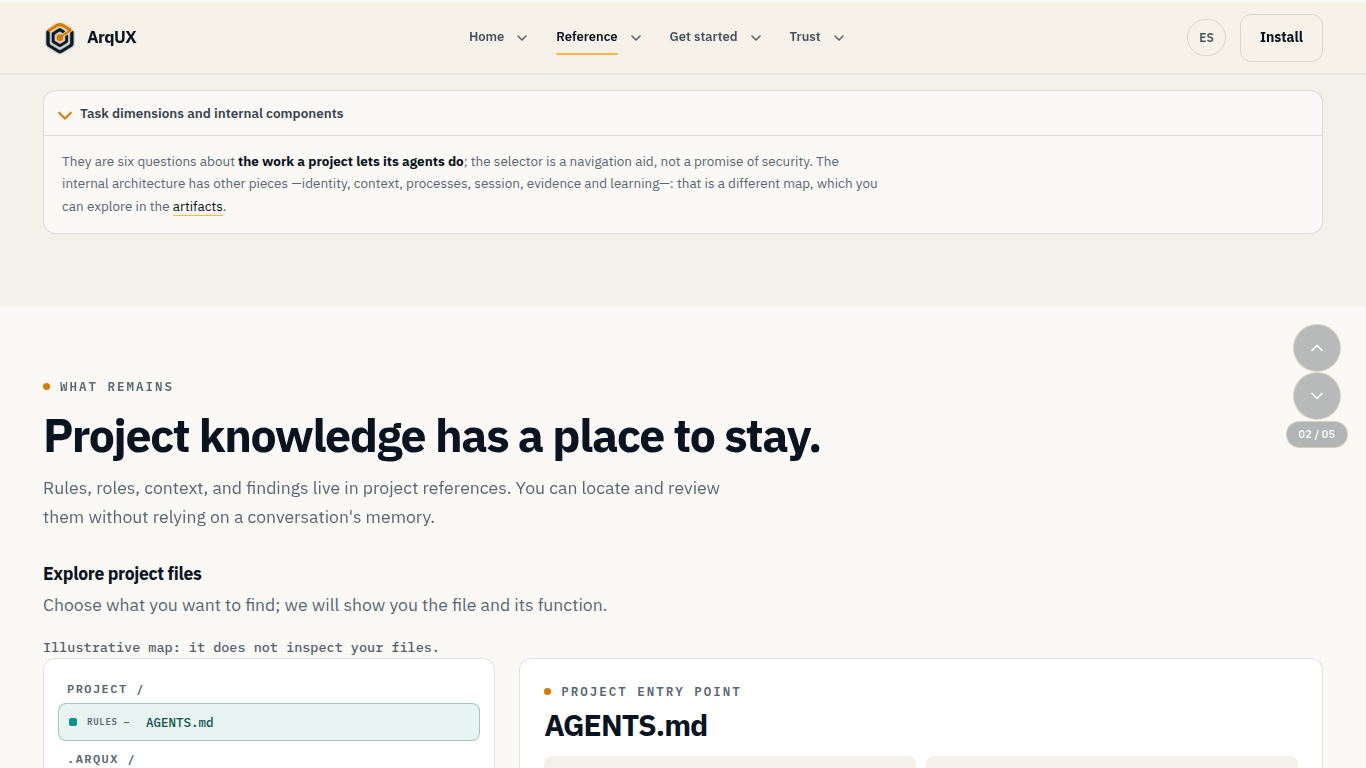 ArqUX
Home
Reference
Get started
Trust
ES
Install
Task dimensions and internal components
They are six questions about the work a project lets its agents do; the selector is a navigation aid, not a promise of security. The
internal architecture has other pieces —identity, context, processes, session, evidence and learning—: that is a different map, which you
can explore in the artifacts.
WHAT REMAINS
Project knowledge has a place to stay.
Rules, roles, context, and findings live in project references. You can locate and review
them without relying on a conversation's memory.
02 / 05
Explore project files
Choose what you want to find; we will show you the file and its function.
Illustrative map: it does not inspect your files.
PROJECT /
RULES — AGENTS.md
.ARQUX /
PROJECT ENTRY POINT
AGENTS.md